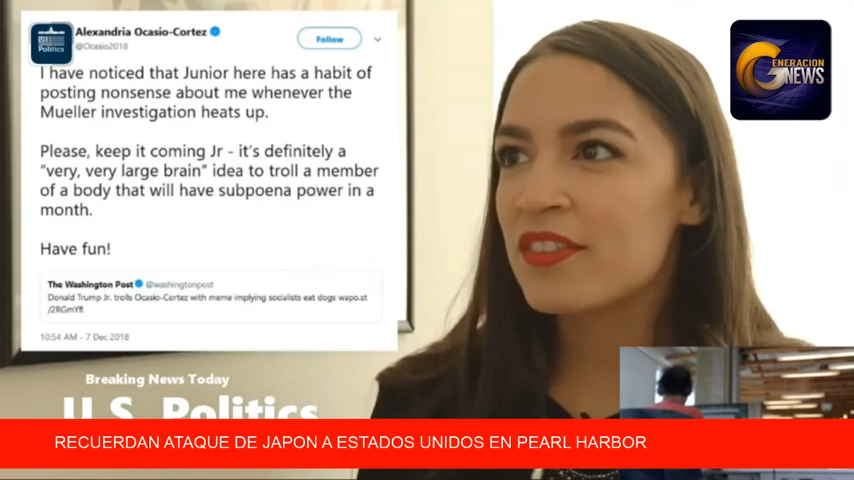 Alexandria Ocasio-Cortez
@Ocasio2018
Follow
US
Politics
I have noticed that Junior here has a habit of
posting nonsense about me whenever the
Mueller investigation heats up.
Please, keep it coming Jr - it's definitely a
"very, very large brain" idea to troll a member
of a body that will have subpoena power in a
month.
Have fun!
The Washington Post @washingtonpost
Donald Trump Jr. trolls Ocasio-Cortez with meme implying socialists eat dogs wapo.st
10:54 AM - 7 Dec 2018
GENERACION
NEWS
Breaking News Today
U.S. Politics
RECUERDAN ATAQUE DE JAPON A ESTADOS UNIDOS EN PEARL HARBOR